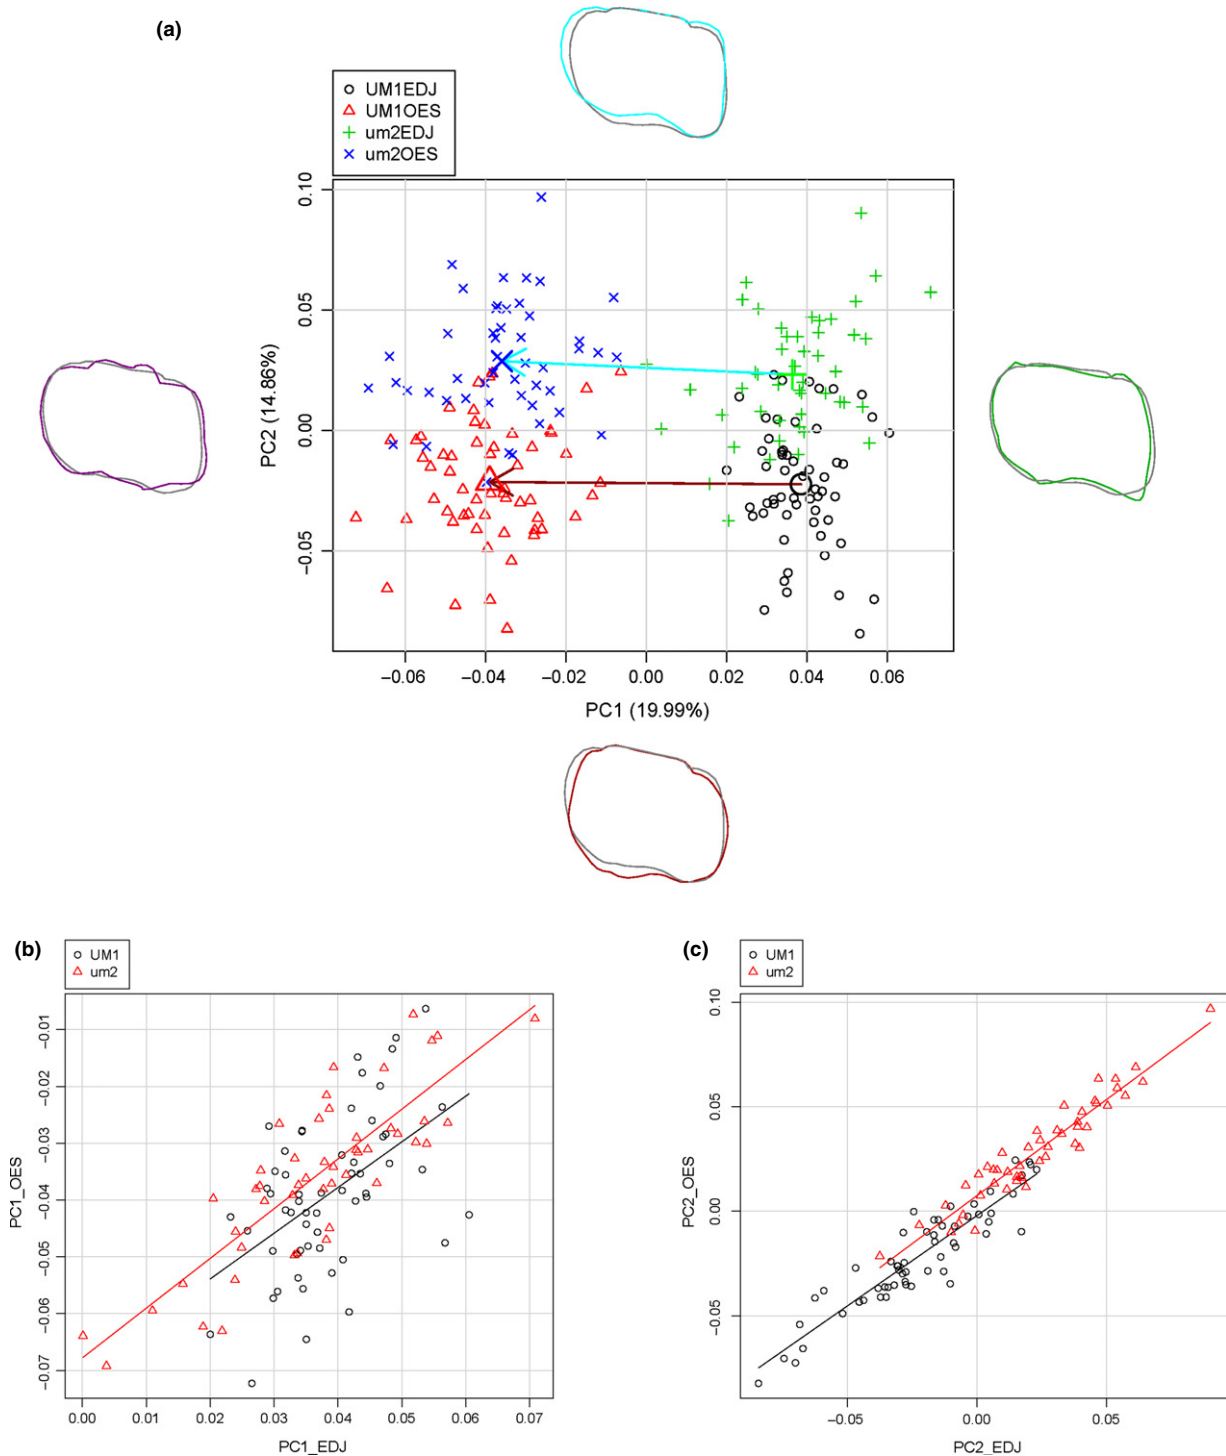 (a)
UM1EDJ
UM1OES
um2EDJ
um2OES
0.10
0.05
0.00
−0.05
PC2 (14.86%)
−0.06 −0.04 −0.02 0.00 0.02 0.04 0.06
PC1 (19.99%)
(b)
UM1
um2
−0.01
−0.02
−0.03
−0.04
−0.05
−0.06
−0.07
PC1_OES
0.00 0.01 0.02 0.03 0.04 0.05 0.06 0.07
PC1_EDJ
(c)
UM1
um2
0.10
0.05
0.00
−0.05
PC2_OES
−0.05 0.00 0.05
PC2_EDJ